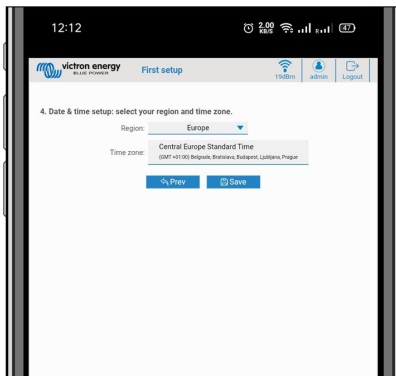 12:12
2.00 KB/S
R
47
victron energy
BLUE POWER
First setup
19dBm
admin
Logout
4. Date & time setup: select your region and time zone.
Region: Europe
Time zone: Central Europe Standard Time
(GMT +01:00) Belgrade, Bratislava, Budapest, Ljubljana, Prague
Prev
Save